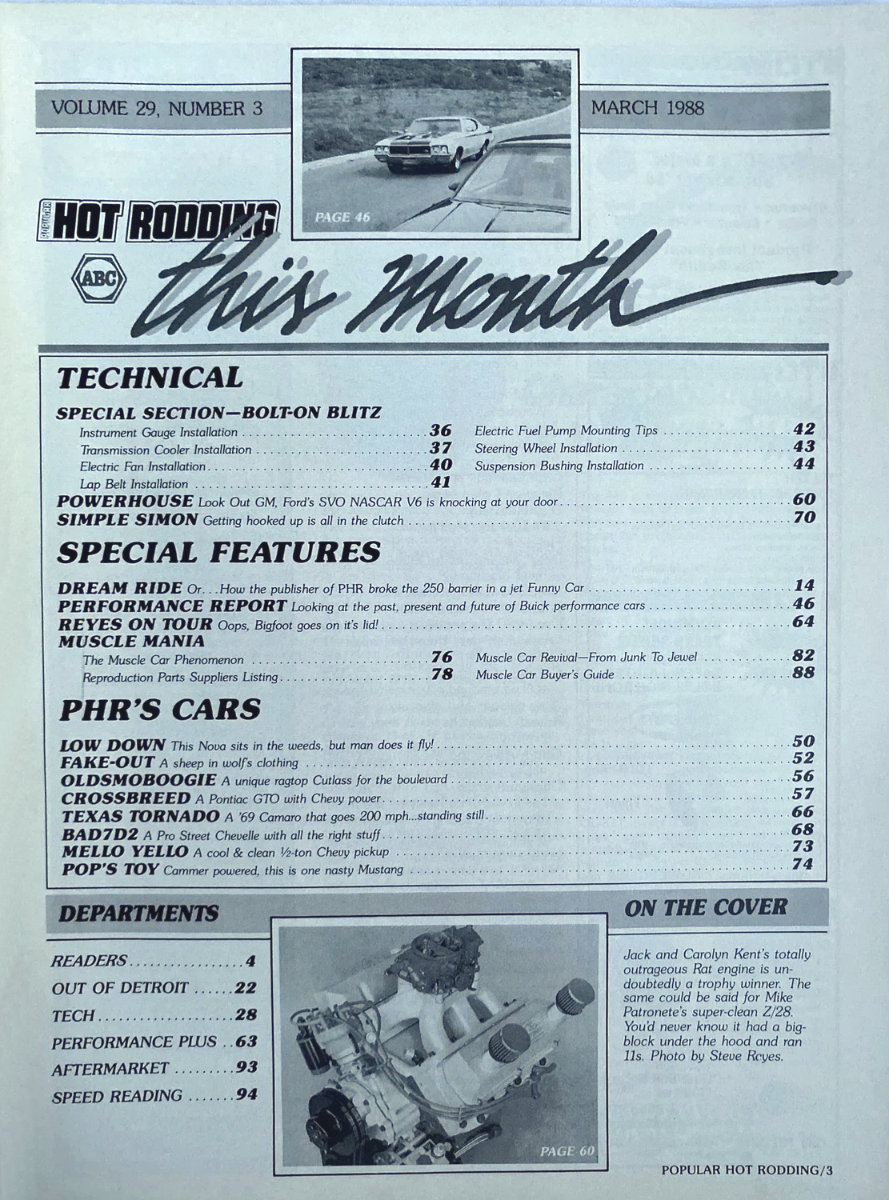 VOLUME 29, NUMBER 3
MARCH 1988
PAGE 46
POPULAR HOT RODDING
ABC
this Month
TECHNICAL
SPECIAL SECTION—BOLT-ON BLITZ
Instrument Gauge Installation . . . . . . . . . . 36
Transmission Cooler Installation . . . . . . . . . . 37
Electric Fan Installation . . . . . . . . . . 40
Lap Belt Installation . . . . . . . . . . 41
Electric Fuel Pump Mounting Tips . . . . . . . . . . 42
Steering Wheel Installation . . . . . . . . . . 43
Suspension Bushing Installation . . . . . . . . . . 44
POWERHOUSE Look Out GM, Ford's SVO NASCAR V6 is knocking at your door . . . . . . . . . . 60
SIMPLE SIMON Getting hooked up is all in the clutch . . . . . . . . . . 70
SPECIAL FEATURES
DREAM RIDE Or. . .How the publisher of PHR broke the 250 barrier in a jet Funny Car . . . . . . . . . . 14
PERFORMANCE REPORT Looking at the past, present and future of Buick performance cars . . . . . . . . . . 46
REYES ON TOUR Oops, Bigfoot goes on it's lid! . . . . . . . . . . 64
MUSCLE MANIA
The Muscle Car Phenomenon . . . . . . . . . . 76
Reproduction Parts Suppliers Listing . . . . . . . . . . 78
Muscle Car Revival—From Junk To Jewel . . . . . . . . . . 82
Muscle Car Buyer's Guide . . . . . . . . . . 88
PHR'S CARS
LOW DOWN This Nova sits in the weeds, but man does it fly! . . . . . . . . . . 50
FAKE-OUT A sheep in wolf's clothing . . . . . . . . . . 52
OLDSMOBOOGIE A unique ragtop Cutlass for the boulevard . . . . . . . . . . 56
CROSSBREED A Pontiac GTO with Chevy power . . . . . . . . . . 57
TEXAS TORNADO A '69 Camaro that goes 200 mph...standing still . . . . . . . . . . 66
BAD7D2 A Pro Street Chevelle with all the right stuff . . . . . . . . . . 68
MELLO YELLO A cool & clean ½-ton Chevy pickup . . . . . . . . . . 73
POP'S TOY Cammer powered, this is one nasty Mustang . . . . . . . . . . 74
DEPARTMENTS
READERS . . . . . . . . . . 4
OUT OF DETROIT . . . . . . 22
TECH . . . . . . . . . . 28
PERFORMANCE PLUS . . 63
AFTERMARKET . . . . . . . . . 93
SPEED READING . . . . . . . 94
PAGE 60
ON THE COVER
Jack and Carolyn Kent's totally
outrageous Rat engine is un-
doubtedly a trophy winner. The
same could be said for Mike
Patronete's super-clean Z/28.
You'd never know it had a big-
block under the hood and ran
11s. Photo by Steve Reyes.
POPULAR HOT RODDING/3